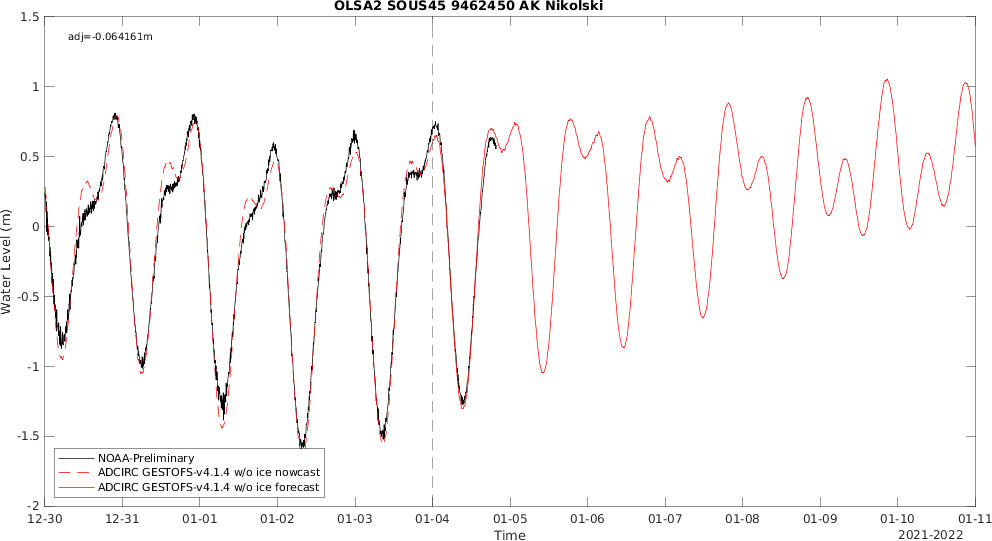 OLSA2 SOUS45 9462450 AK Nikolski
adj=-0.064161m
1.5
1
0.5
0
-0.5
-1
-1.5
-2
Water Level (m)
NOAA-Preliminary
ADCIRC GESTOFS-v4.1.4 w/o ice nowcast
ADCIRC GESTOFS-v4.1.4 w/o ice forecast
12-30 12-31 01-01 01-02 01-03 01-04 01-05 01-06 01-07 01-08 01-09 01-10 01-11
Time
2021-2022